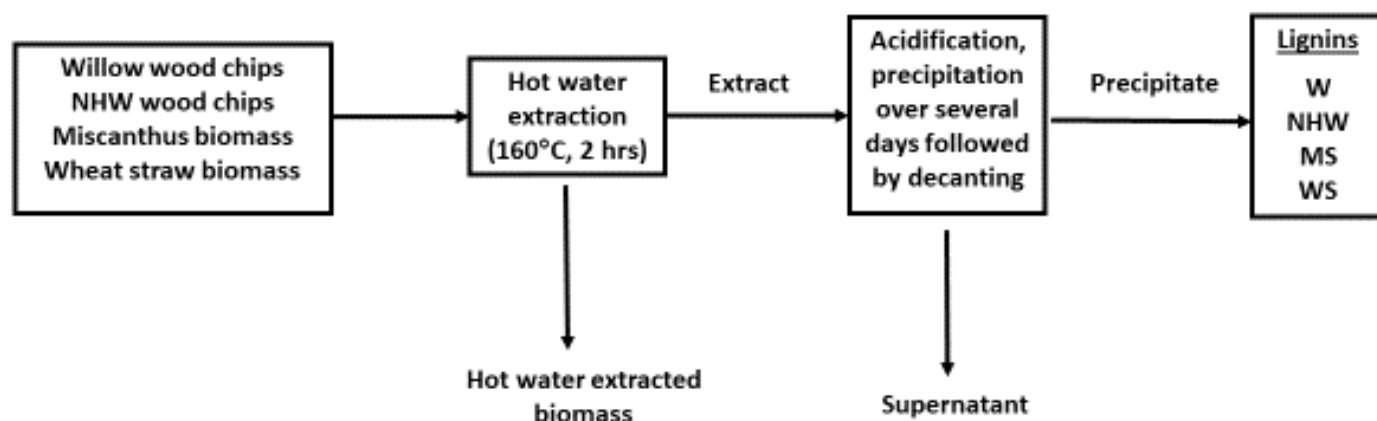 Willow wood chips
NHW wood chips
Miscanthus biomass
Wheat straw biomass
Hot water
extraction
(160°C, 2 hrs)
Extract
Acidification,
precipitation
over several
days followed
by decanting
Precipitate
Lignins
W
NHW
MS
WS
Hot water extracted
biomass
Supernatant